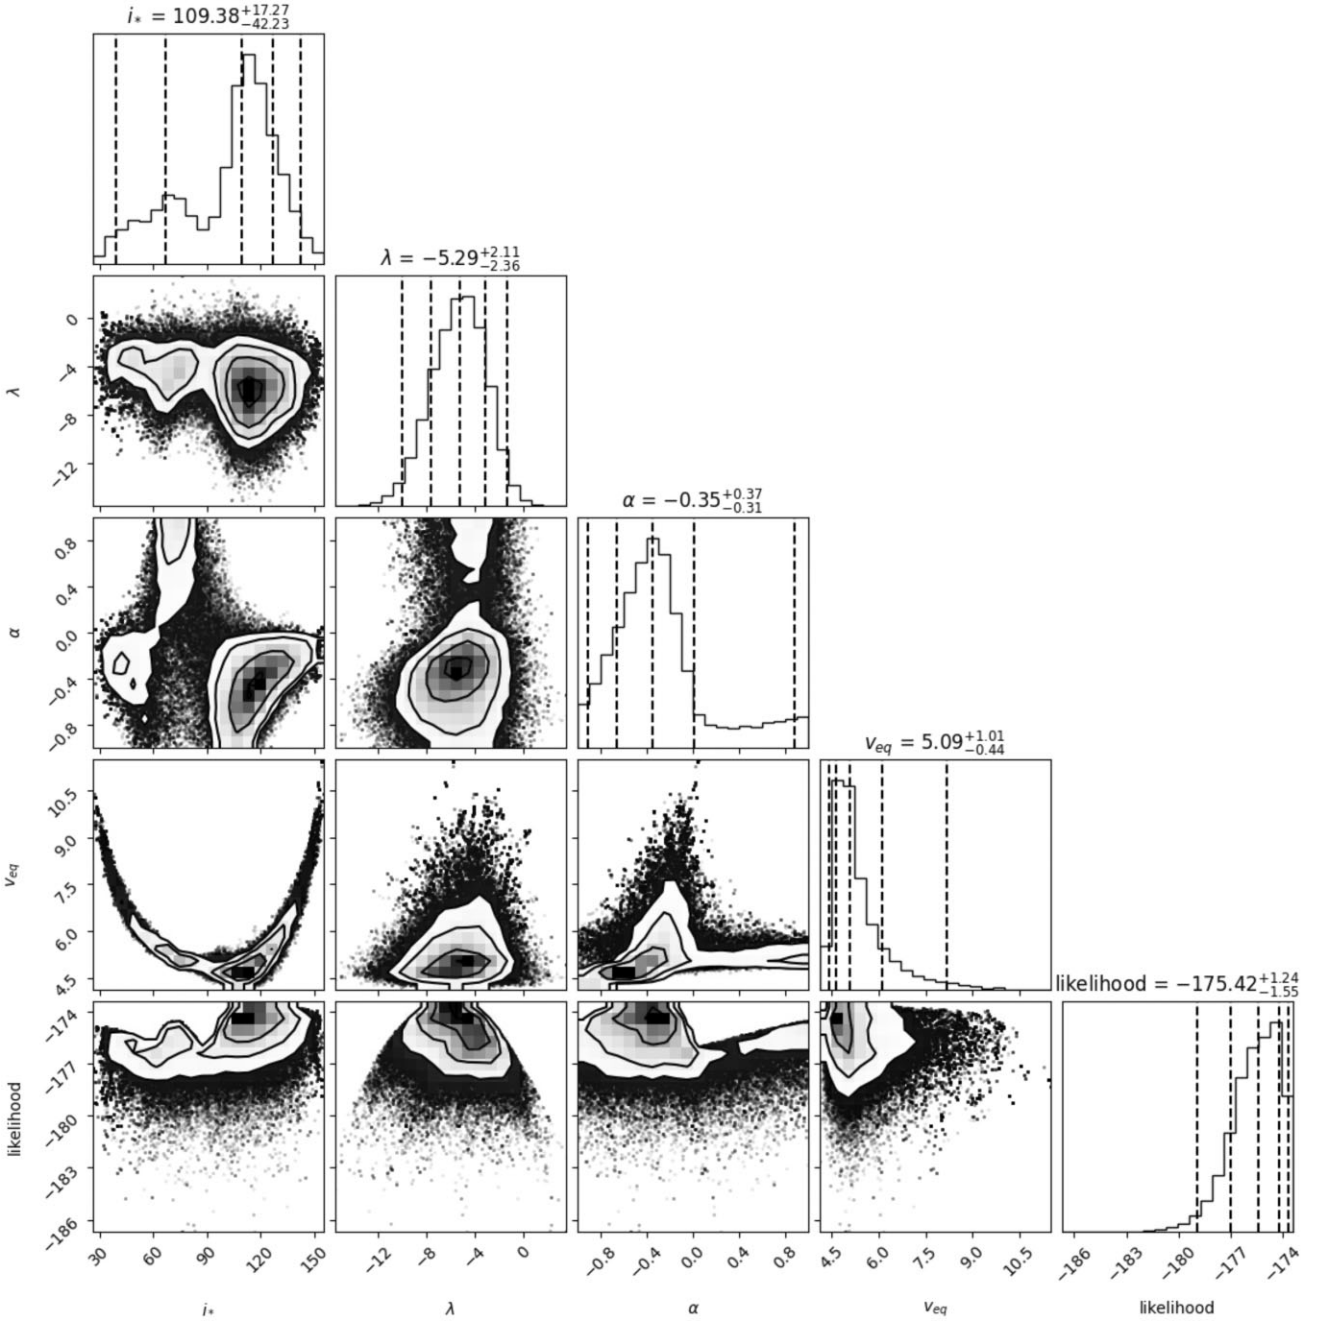 i* = 109.38 +17.27 −42.23
λ = −5.29 +2.11 −2.36
0
−4
−8
−12
λ
α = −0.35 +0.37 −0.31
0.8
0.4
0.0
−0.4
−0.8
α
v_eq = 5.09 +1.01 −0.44
10.5
9.0
7.5
6.0
4.5
v_eq
likelihood = −175.42 +1.24 −1.55
−174
−177
−180
−183
−186
likelihood
30 60 90 120 150
−12 −8 −4 0
−0.8 −0.4 0.0 0.4 0.8
4.5 6.0 7.5 9.0 10.5
−186 −183 −180 −177 −174
i* λ α v_eq likelihood